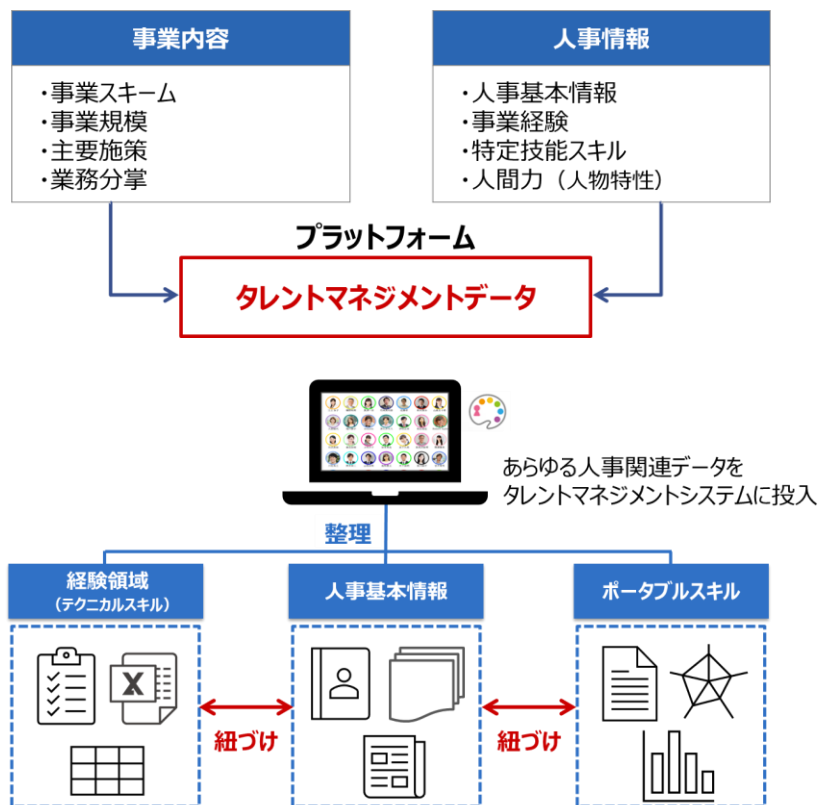 事業内容
・事業スキーム
・事業規模
・主要施策
・業務分掌
人事情報
・人事基本情報
・事業経験
・特定技能スキル
・人間力（人物特性）
プラットフォーム
タレントマネジメントデータ
あらゆる人事関連データを
タレントマネジメントシステムに投入
整理
経験領域
（テクニカルスキル）
人事基本情報
ポータブルスキル
X
紐づけ
紐づけ